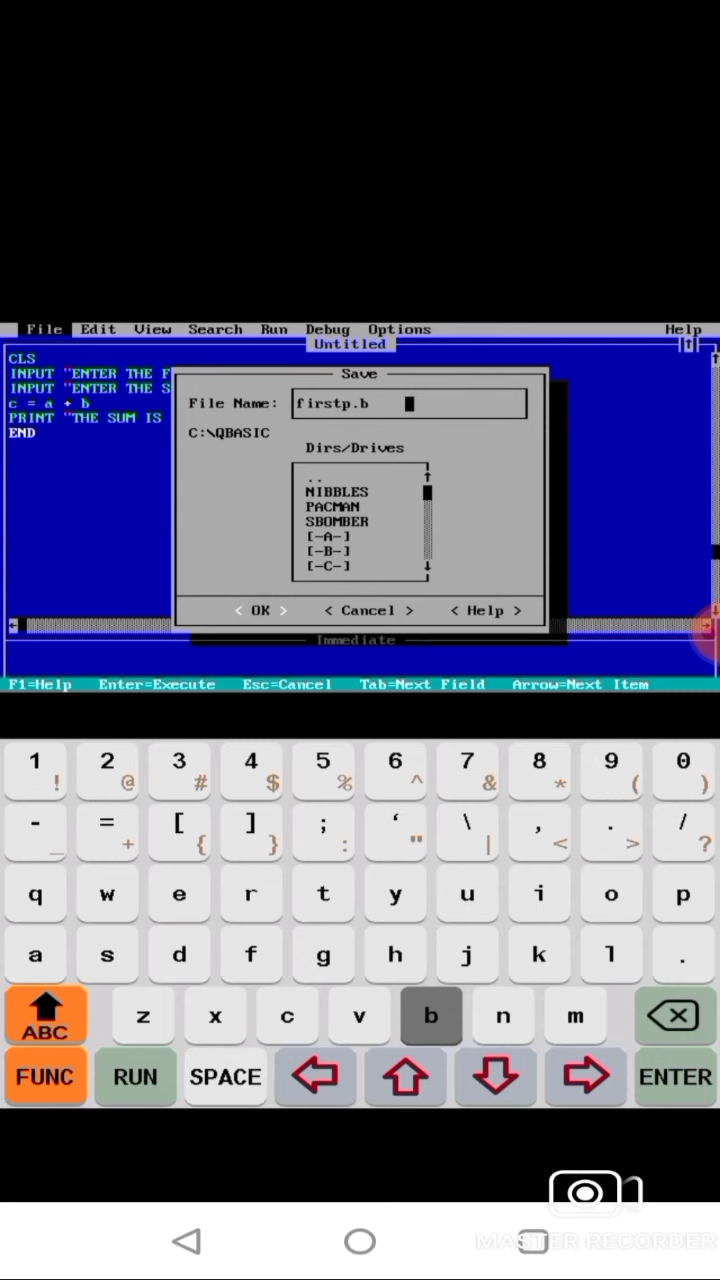 File Edit View Search Run Debug Options Help
Untitled
CLS
INPUT "ENTER THE F
INPUT "ENTER THE S
c = a + b
PRINT "THE SUM IS
END
Save
File Name: firstp.b
C:\QBASIC
Dirs/Drives
..
NIBBLES
PACMAN
SBOMBER
[-A-]
[-B-]
[-C-]
< OK > < Cancel > < Help >
Immediate
F1=Help Enter=Execute Esc=Cancel Tab=Next Field Arrow=Next Item
1 ! 2 @ 3 # 4 $ 5 % 6 ^ 7 & 8 * 9 ( 0 )
- _ = + [ { ] } ; : ‘ " \ | , < . > / ?
q w e r t y u i o p
a s d f g h j k l .
ABC z x c v b n m
FUNC RUN SPACE ENTER
MASTER RECORDER